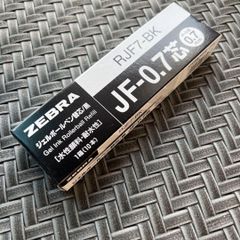 RJF7-BK
JF-0.7芯
0.7
ZEBRA
ジェルボールペン替芯/黒
Gel Ink Rollerball Refill
[水性顔料・耐水性]
1箱(10本)